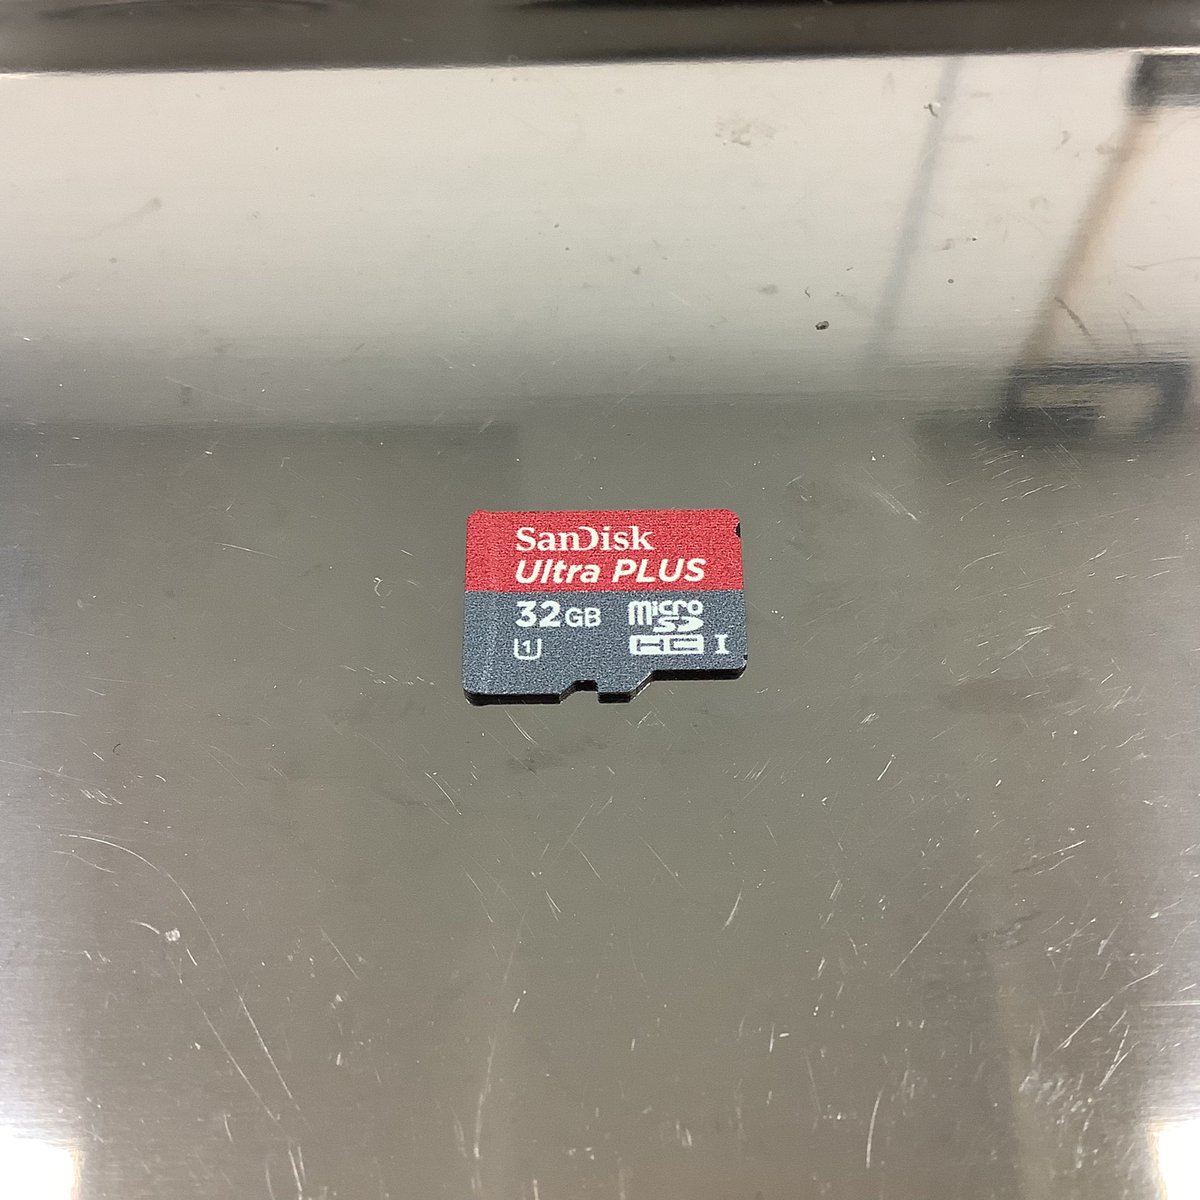 SanDisk
Ultra PLUS
32GB
micro
SD
HC I
1